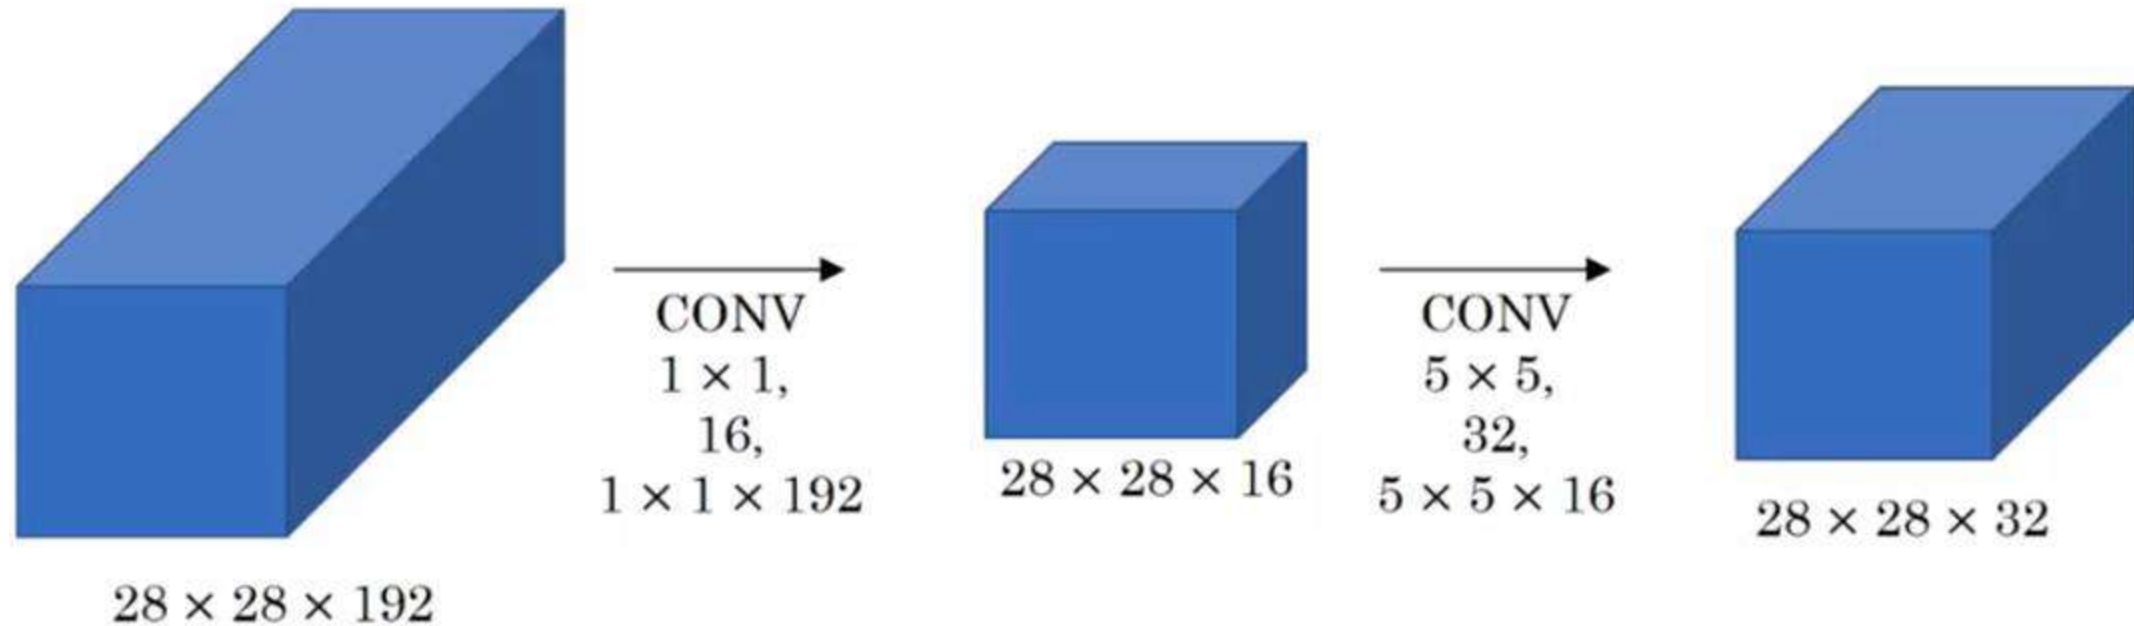 28 × 28 × 192
CONV
1 × 1,
16,
1 × 1 × 192
28 × 28 × 16
CONV
5 × 5,
32,
5 × 5 × 16
28 × 28 × 32